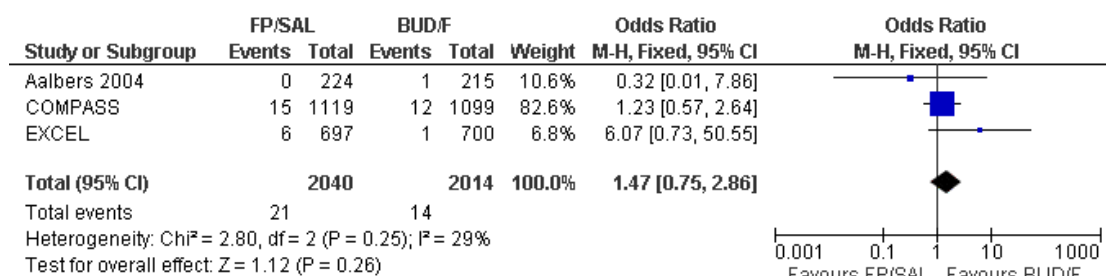 FP/SAL BUD/F Odds Ratio Odds Ratio
Study or Subgroup Events Total Events Total Weight M-H, Fixed, 95% CI M-H, Fixed, 95% CI
Aalbers 2004 0 224 1 215 10.6% 0.32 [0.01, 7.86]
COMPASS 15 1119 12 1099 82.6% 1.23 [0.57, 2.64]
EXCEL 6 697 1 700 6.8% 6.07 [0.73, 50.55]
Total (95% CI) 2040 2014 100.0% 1.47 [0.75, 2.86]
Total events 21 14
Heterogeneity: Chi² = 2.80, df = 2 (P = 0.25); I² = 29%
Test for overall effect: Z = 1.12 (P = 0.26)
0.001 0.1 1 10 1000
Favours FP/SAL Favours BUD/F